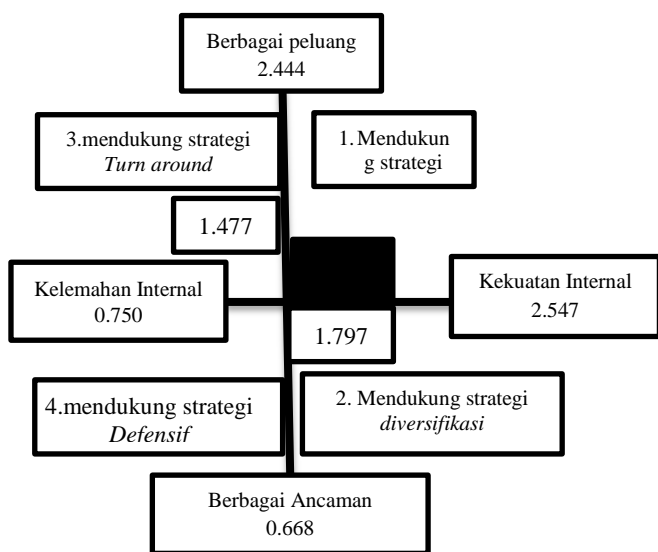 Berbagai peluang
2.444
3.mendukung strategi
Turn around
1. Mendukun
g strategi
1.477
Kelemahan Internal
0.750
Kekuatan Internal
2.547
1.797
4.mendukung strategi
Defensif
2. Mendukung strategi
diversifikasi
Berbagai Ancaman
0.668